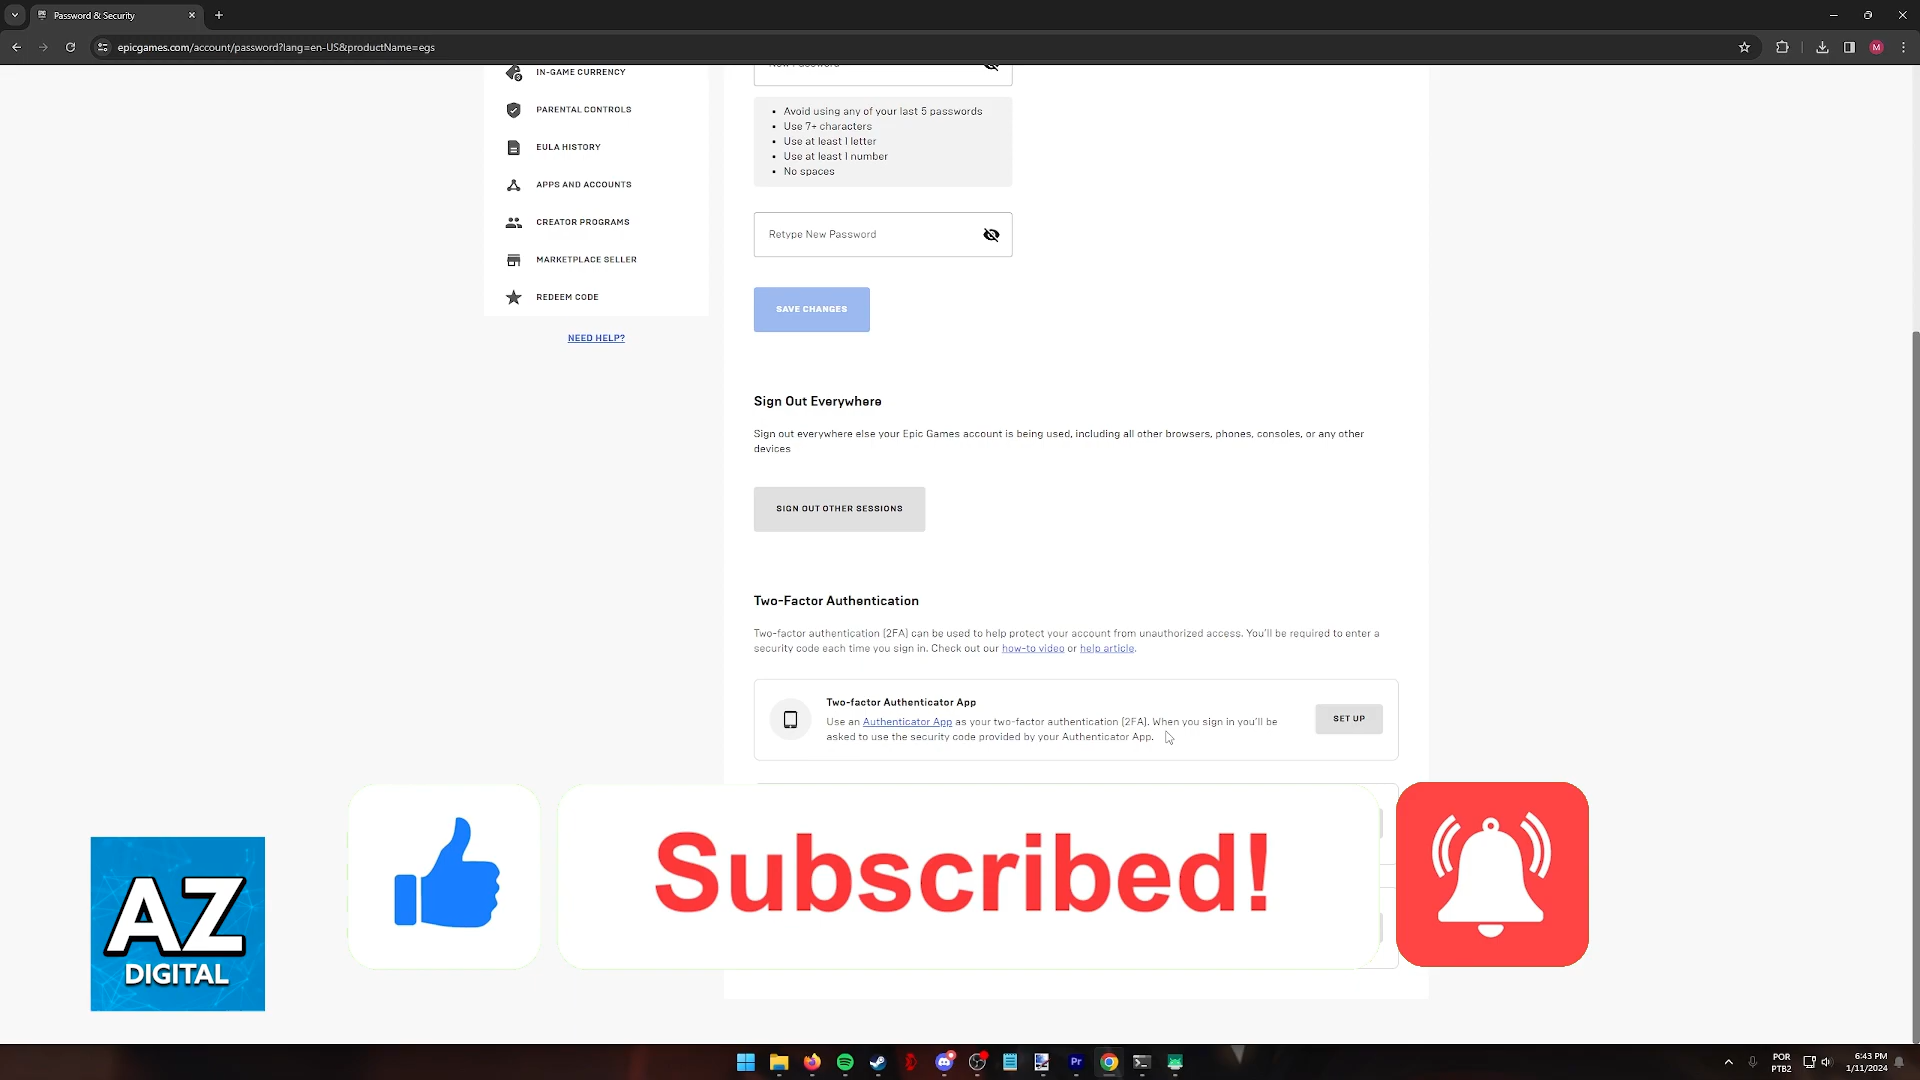 Password & Security
epicgames.com/account/password?lang=en-US&productName=egs
M
IN-GAME CURRENCY
PARENTAL CONTROLS
EULA HISTORY
APPS AND ACCOUNTS
CREATOR PROGRAMS
MARKETPLACE SELLER
REDEEM CODE
NEED HELP?
New Password
• Avoid using any of your last 5 passwords
• Use 7+ characters
• Use at least 1 letter
• Use at least 1 number
• No spaces
Retype New Password
SAVE CHANGES
Sign Out Everywhere
Sign out everywhere else your Epic Games account is being used, including all other browsers, phones, consoles, or any other
devices
SIGN OUT OTHER SESSIONS
Two-Factor Authentication
Two-factor authentication (2FA) can be used to help protect your account from unauthorized access. You'll be required to enter a
security code each time you sign in. Check out our how-to video or help article.
Two-factor Authenticator App
Use an Authenticator App as your two-factor authentication (2FA). When you sign in you'll be
asked to use the security code provided by your Authenticator App.
SET UP
Subscribed!
AZ
DIGITAL
Pr
POR
PTB2
6:43 PM
1/11/2024